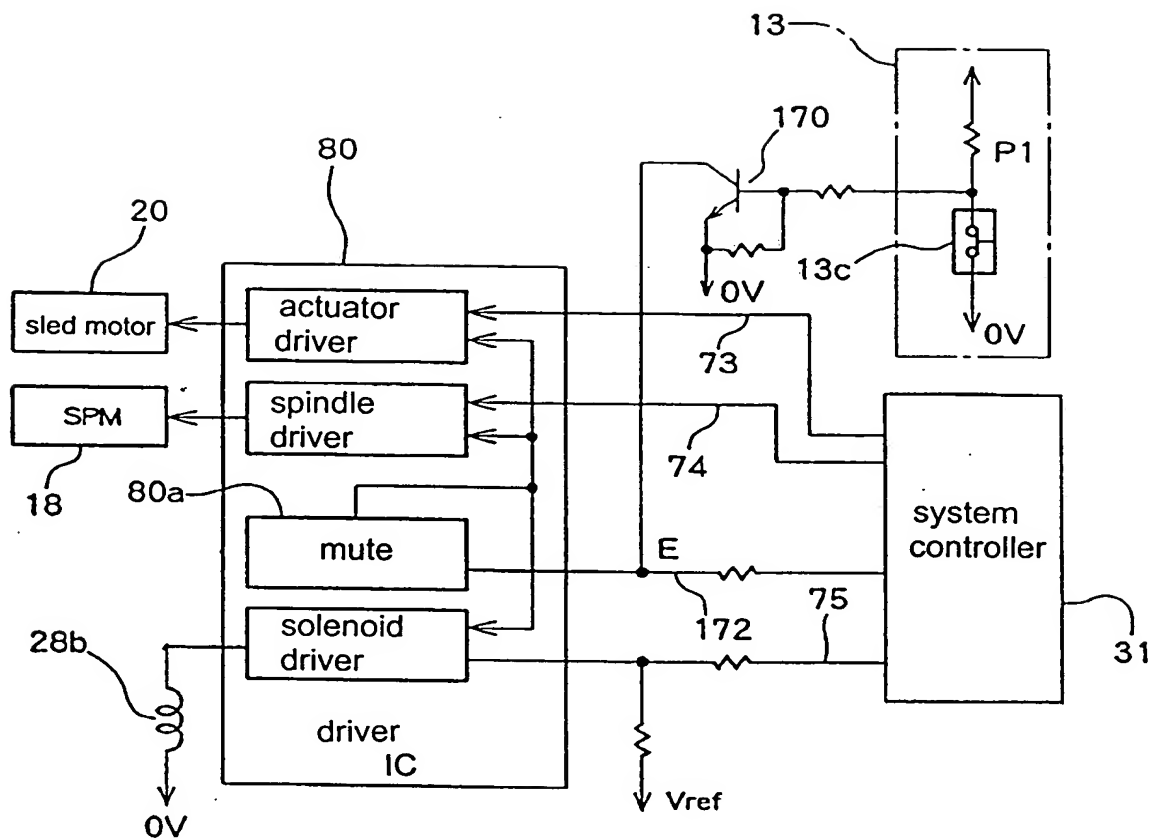 13
170
P1
80
20
13c
0V
0V
actuator
driver
sled motor
73
SPM
spindle
driver
74
18
80a
mute
E
system
controller
172
75
28b
solenoid
driver
31
driver
IC
0V
Vref